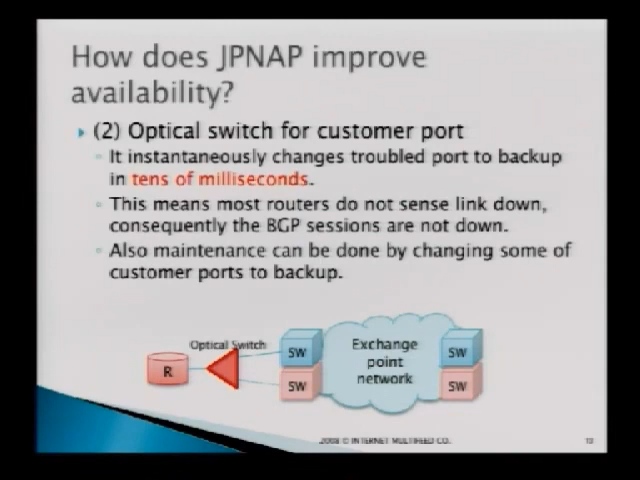 How does JPNAP improve
availability?
(2) Optical switch for customer port
It instantaneously changes troubled port to backup
in tens of milliseconds.
This means most routers do not sense link down,
consequently the BGP sessions are not down.
Also maintenance can be done by changing some of
customer ports to backup.
Optical Switch
R
SW
SW
Exchange
point
network
SW
SW
2008 © INTERNET MULTIFEED CO.